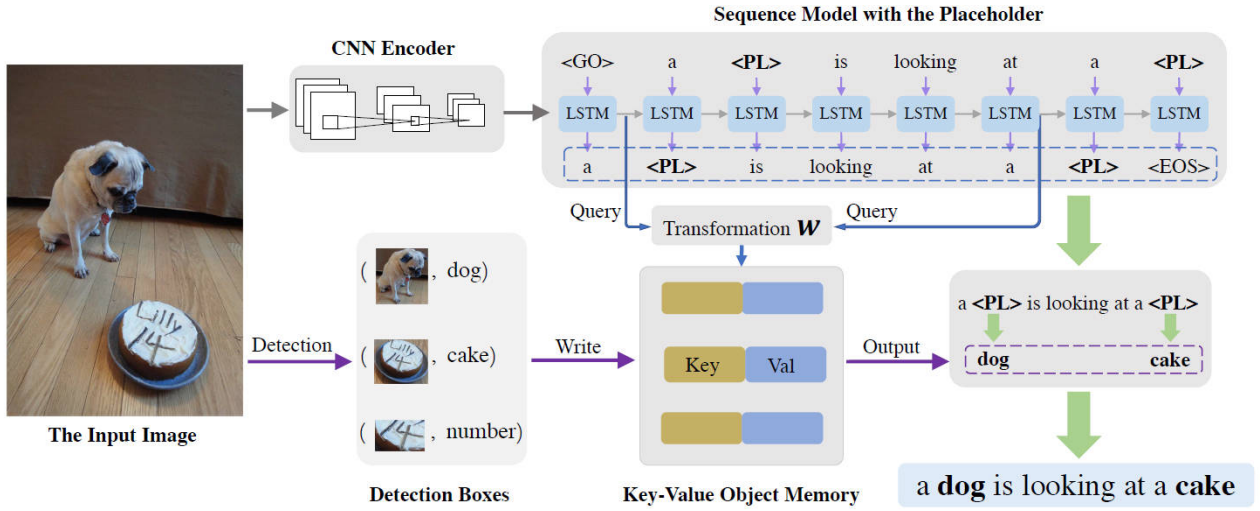 Sequence Model with the Placeholder
CNN Encoder
<GO> a <PL> is looking at a <PL>
LSTM LSTM LSTM LSTM LSTM LSTM LSTM LSTM
a <PL> is looking at a <PL> <EOS>
Query Query
Transformation W
Lilly
14
( , dog)
( , cake)
14
( , number)
Detection
Write
Key Val
Output
a <PL> is looking at a <PL>
dog cake
The Input Image
Detection Boxes
Key-Value Object Memory
a dog is looking at a cake